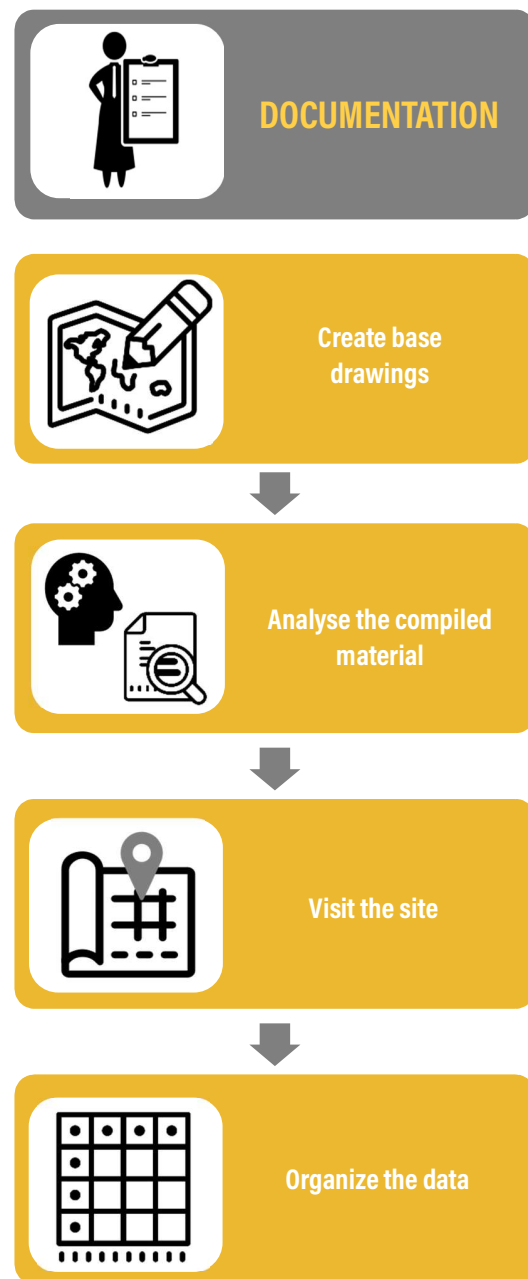 DOCUMENTATION
Create base
drawings
Analyse the compiled
material
Visit the site
Organize the data